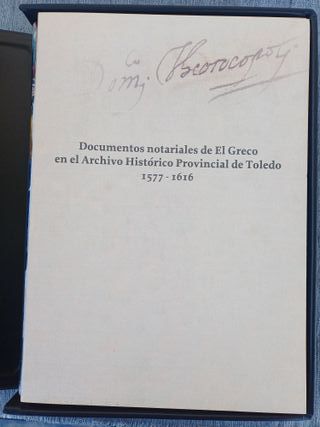 Documentos notariales de El Greco
en el Archivo Histórico Provincial de Toledo
1577 - 1616